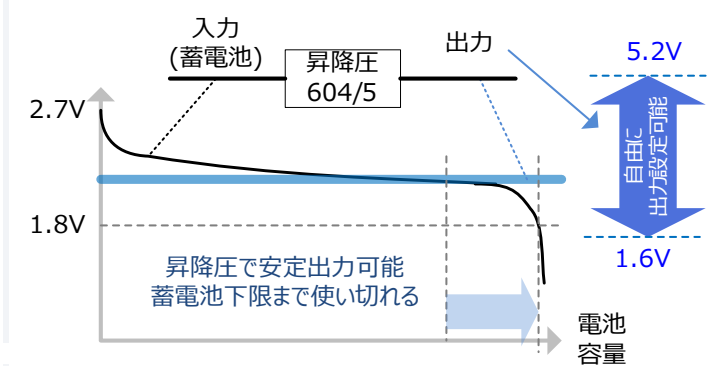 入力
(蓄電池)
昇降圧
604/5
出力
5.2V
2.7V
自由に
出力設定可能
1.8V
1.6V
昇降圧で安定出力可能
蓄電池下限まで使い切れる
電池
容量